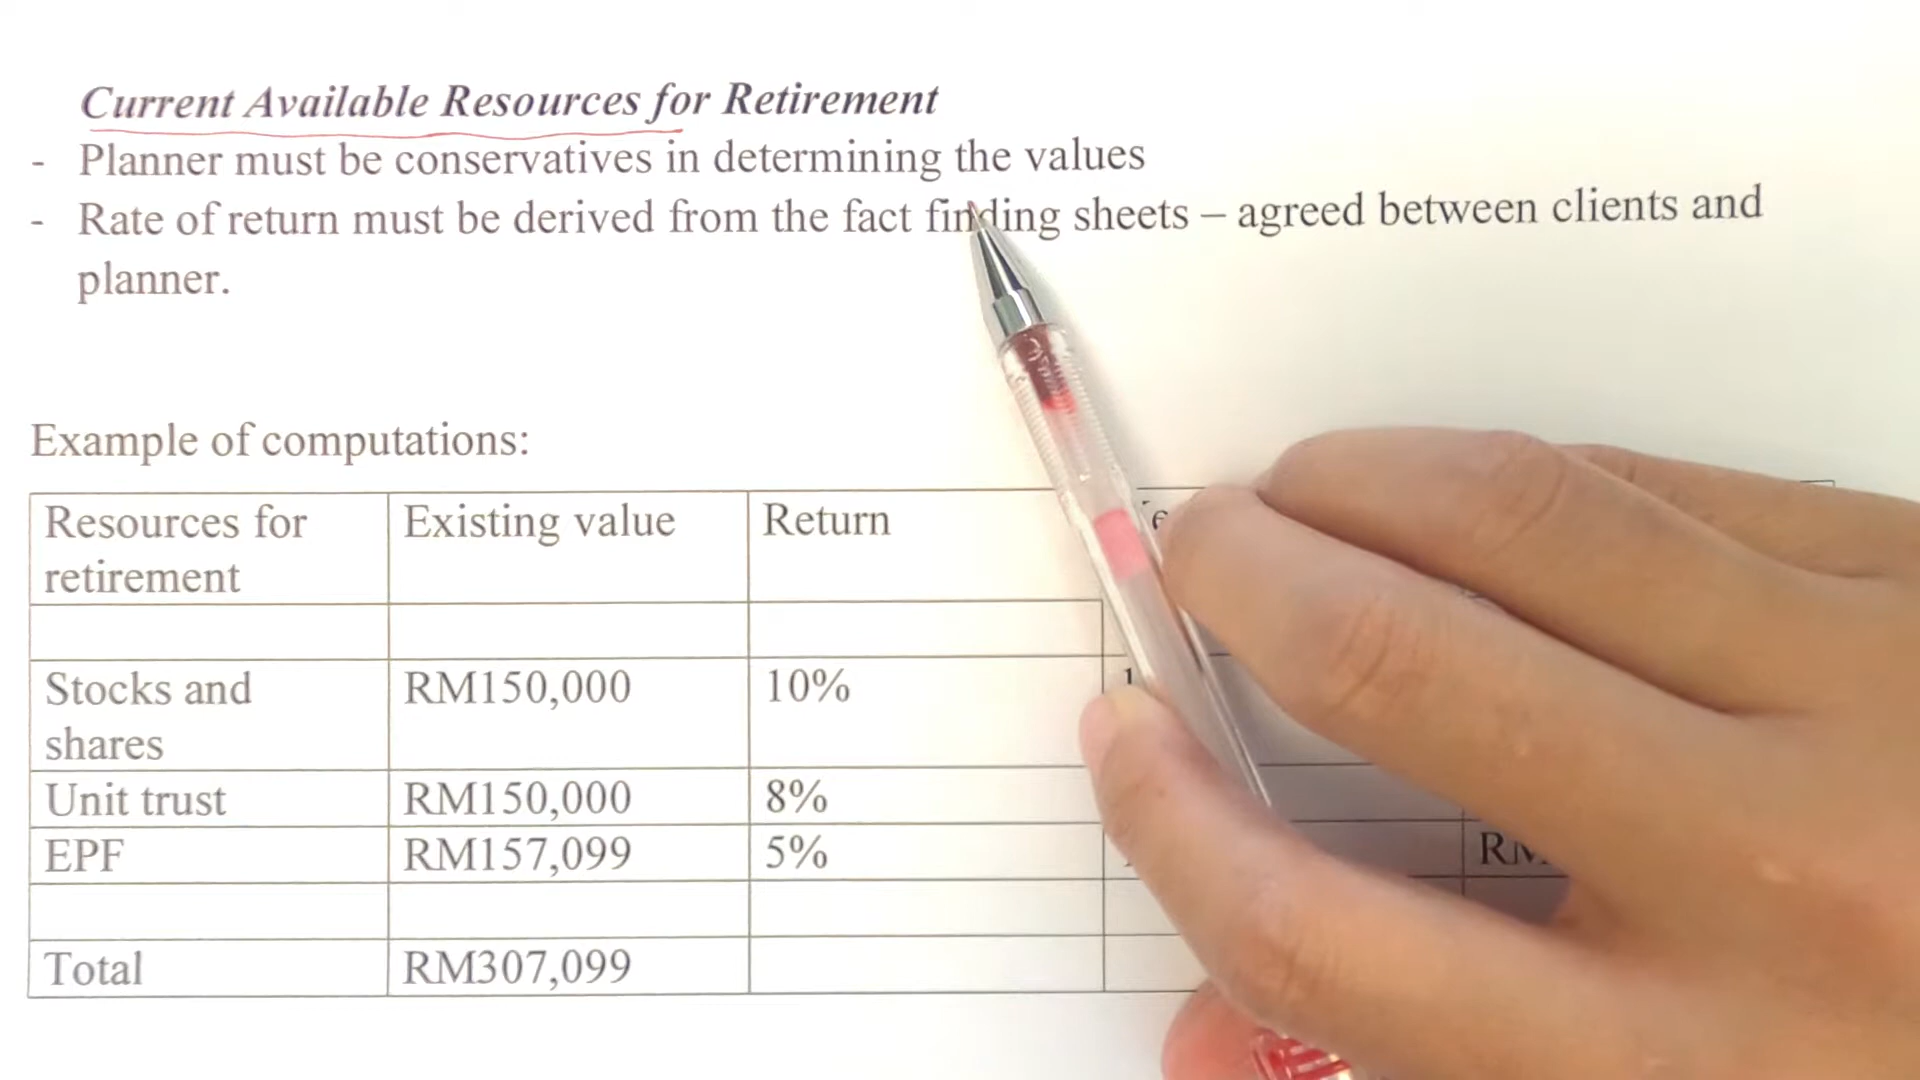 Current Available Resources for Retirement
- Planner must be conservatives in determining the values
- Rate of return must be derived from the fact finding sheets – agreed between clients and
planner.
Example of computations:
Resources for retirement Existing value Return
Stocks and shares RM150,000 10%
Unit trust RM150,000 8%
EPF RM157,099 5%
Total RM307,099